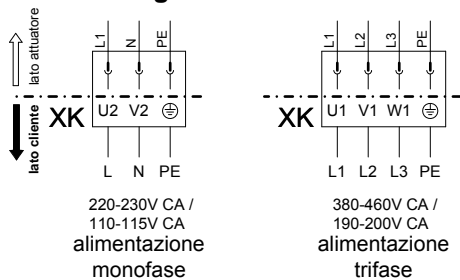 lato attuatore
lato cliente
L1 N PE
XK
U2 V2
L N PE
220-230V CA /
110-115V CA
alimentazione
monofase
L1 L2 L3 PE
XK
U1 V1 W1
L1 L2 L3 PE
380-460V CA /
190-200V CA
alimentazione
trifase